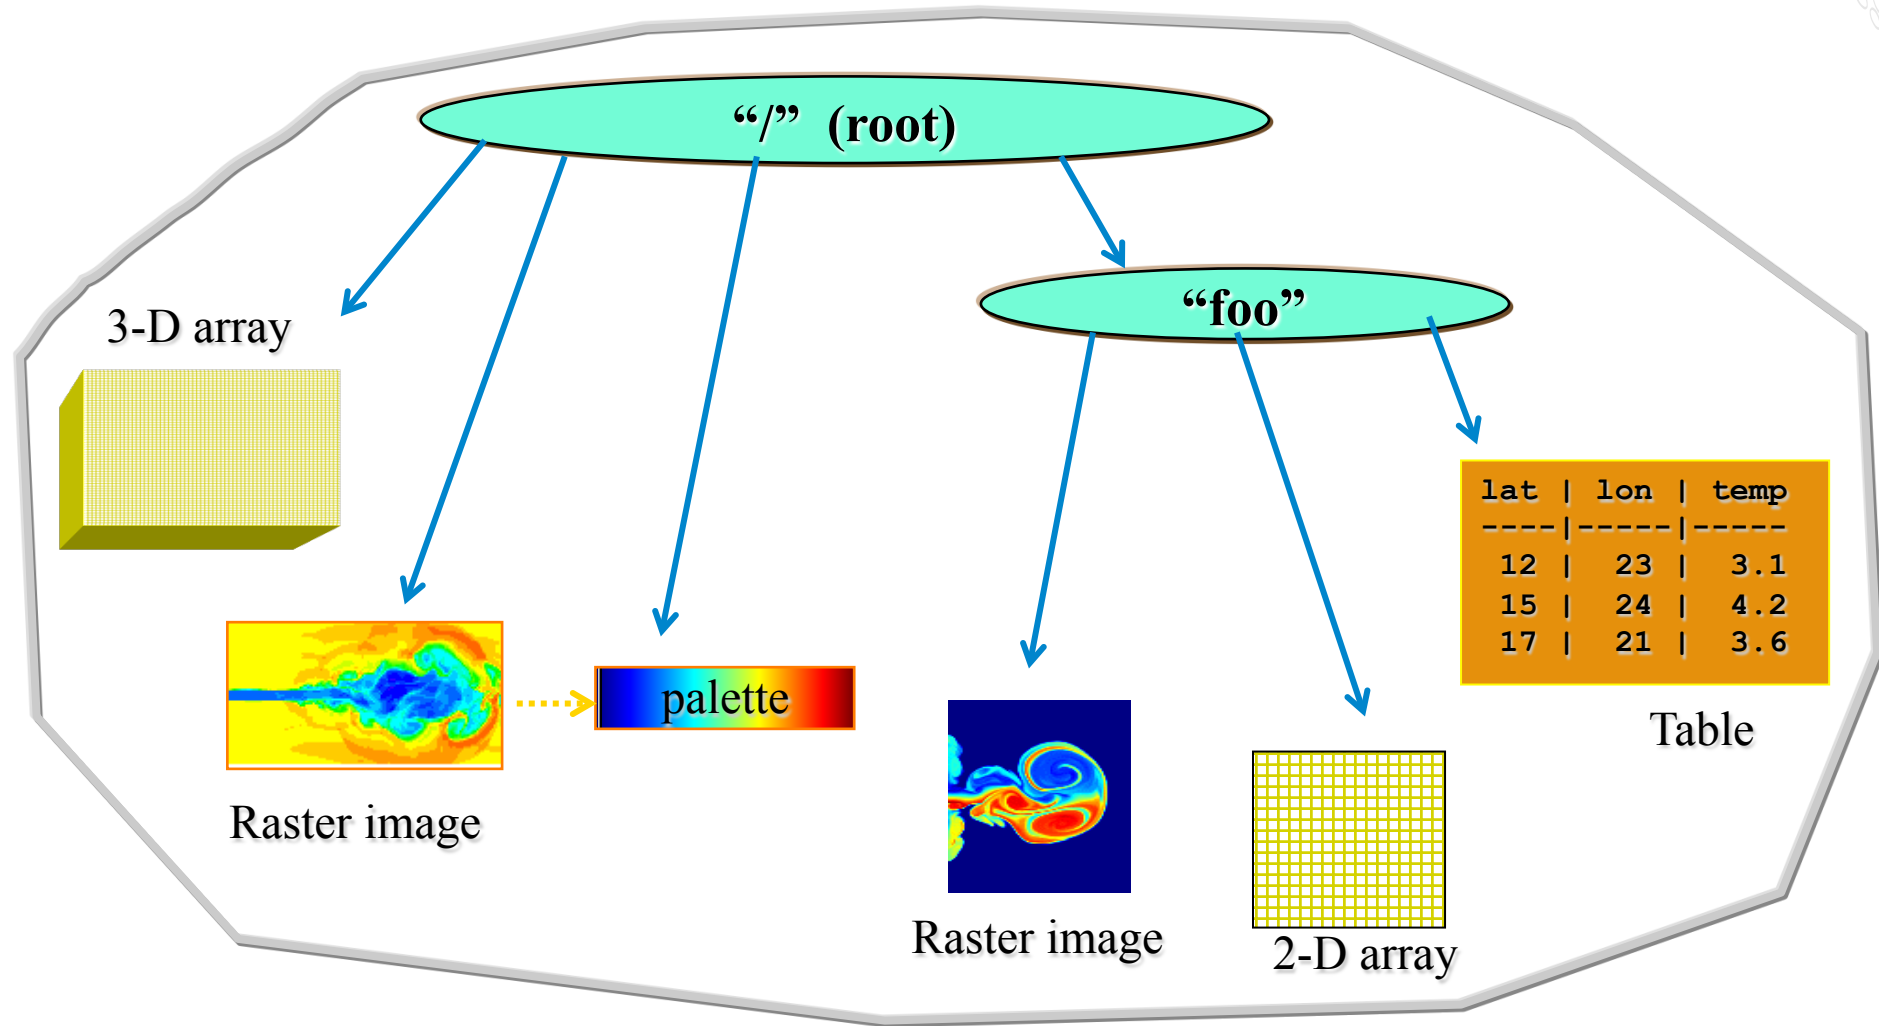 “/” (root)
“foo”
3-D array
lat | lon | temp
----|-----|-----
12 | 23 | 3.1
15 | 24 | 4.2
17 | 21 | 3.6
palette
Table
Raster image
Raster image
2-D array